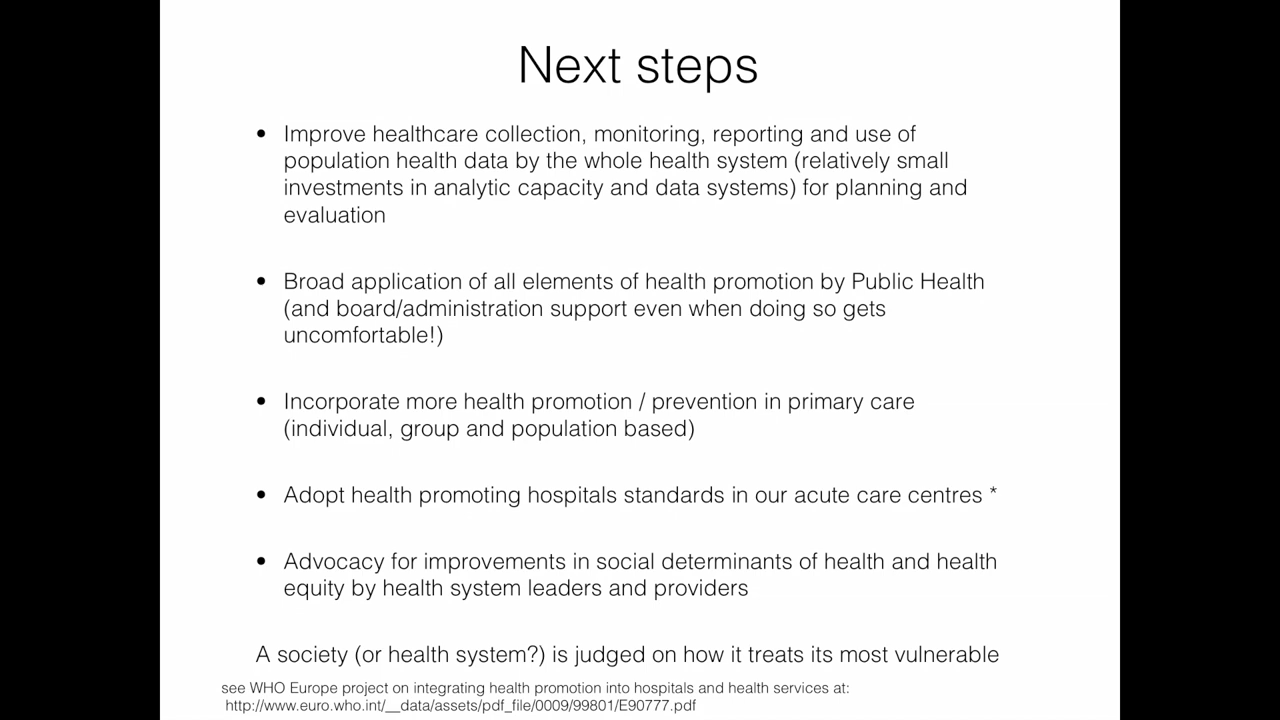 Next steps
• Improve healthcare collection, monitoring, reporting and use of
population health data by the whole health system (relatively small
investments in analytic capacity and data systems) for planning and
evaluation
• Broad application of all elements of health promotion by Public Health
(and board/administration support even when doing so gets
uncomfortable!)
• Incorporate more health promotion / prevention in primary care
(individual, group and population based)
• Adopt health promoting hospitals standards in our acute care centres *
• Advocacy for improvements in social determinants of health and health
equity by health system leaders and providers
A society (or health system?) is judged on how it treats its most vulnerable
see WHO Europe project on integrating health promotion into hospitals and health services at:
http://www.euro.who.int/__data/assets/pdf_file/0009/99801/E90777.pdf